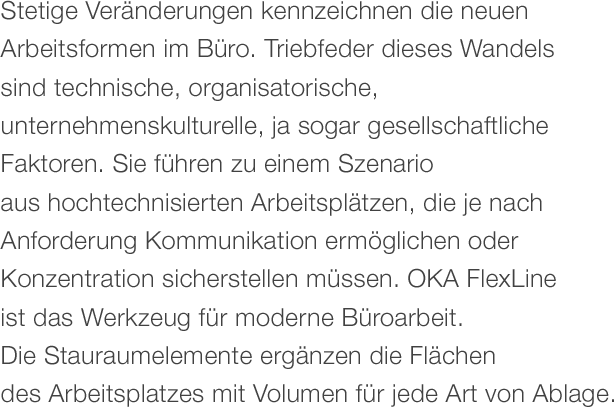 Stetige Veränderungen kennzeichnen die neuen
Arbeitsformen im Büro. Triebfeder dieses Wandels
sind technische, organisatorische,
unternehmenskulturelle, ja sogar gesellschaftliche
Faktoren. Sie führen zu einem Szenario
aus hochtechnisierten Arbeitsplätzen, die je nach
Anforderung Kommunikation ermöglichen oder
Konzentration sicherstellen müssen. OKA FlexLine
ist das Werkzeug für moderne Büroarbeit.
Die Stauraumelemente ergänzen die Flächen
des Arbeitsplatzes mit Volumen für jede Art von Ablage.